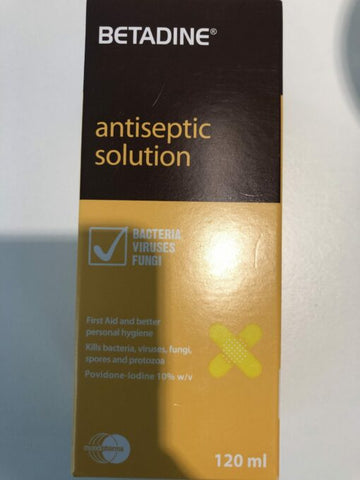 BETADINE®
antiseptic
solution
BACTERIA
VIRUSES
FUNGI
First Aid and better
personal hygiene
Kills bacteria, viruses, fungi,
spores and protozoa
Povidone-Iodine 10% w/v
120 ml